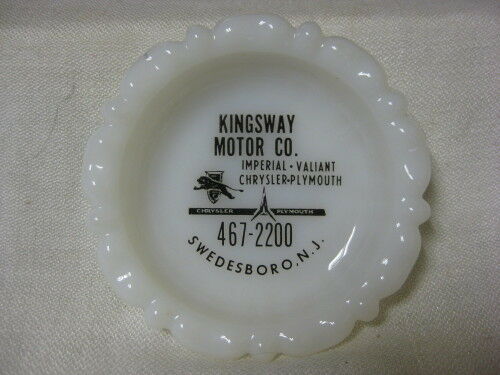 KINGSWAY
MOTOR CO.
IMPERIAL • VALIANT
CHRYSLER-PLYMOUTH
CHRYSLER PLYMOUTH
467-2200
SWEDESBORO, N.J.